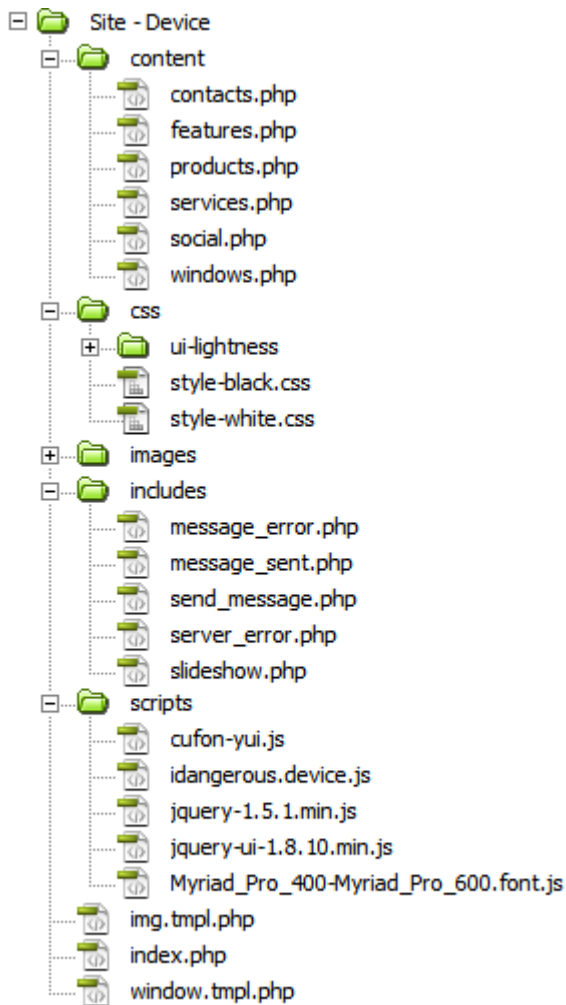 Site - Device
content
contacts.php
features.php
products.php
services.php
social.php
windows.php
css
ui-lightness
style-black.css
style-white.css
images
includes
message_error.php
message_sent.php
send_message.php
server_error.php
slideshow.php
scripts
cufon-yui.js
idangerous.device.js
jquery-1.5.1.min.js
jquery-ui-1.8.10.min.js
Myriad_Pro_400-Myriad_Pro_600.font.js
img.tmpl.php
index.php
window.tmpl.php